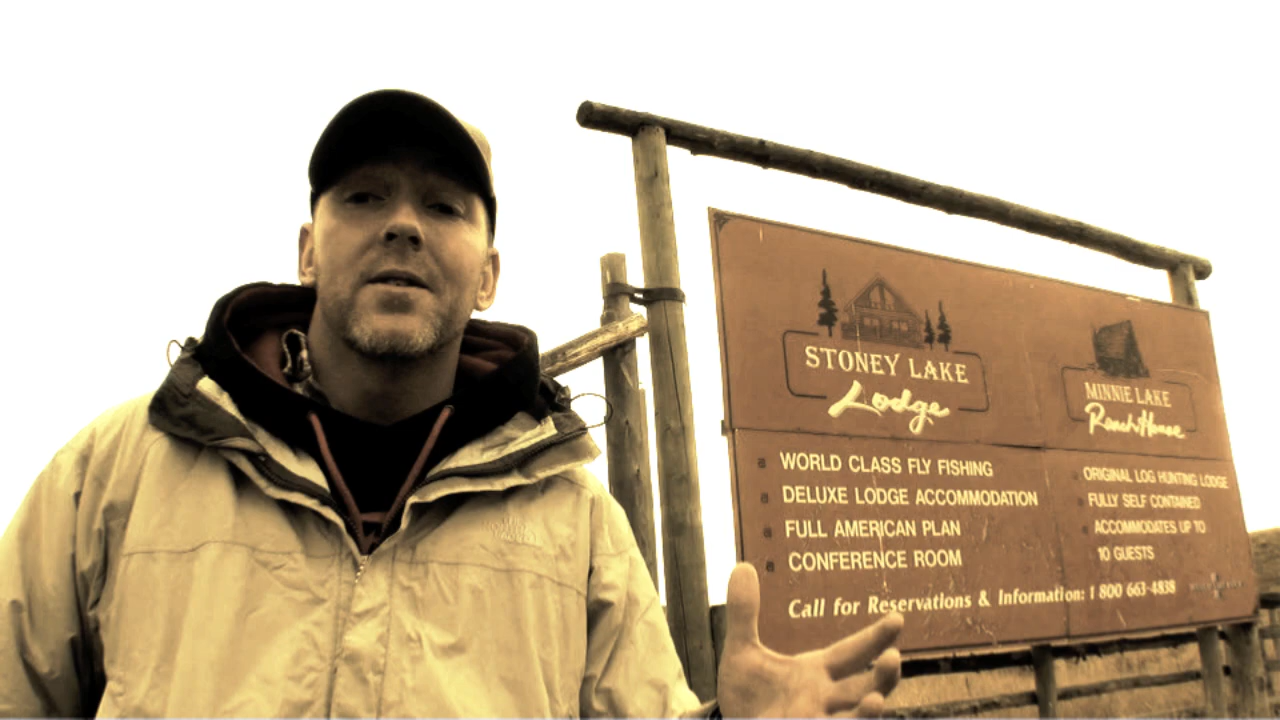 STONEY LAKE
Lodge
WORLD CLASS FLY FISHING
DELUXE LODGE ACCOMMODATION
FULL AMERICAN PLAN
CONFERENCE ROOM
MINNIE LAKE
Ranch House
ORIGINAL LOG HUNTING LODGE
FULLY SELF CONTAINED
ACCOMMODATES UP TO
10 GUESTS
Call for Reservations & Information: 1 800 663-4838